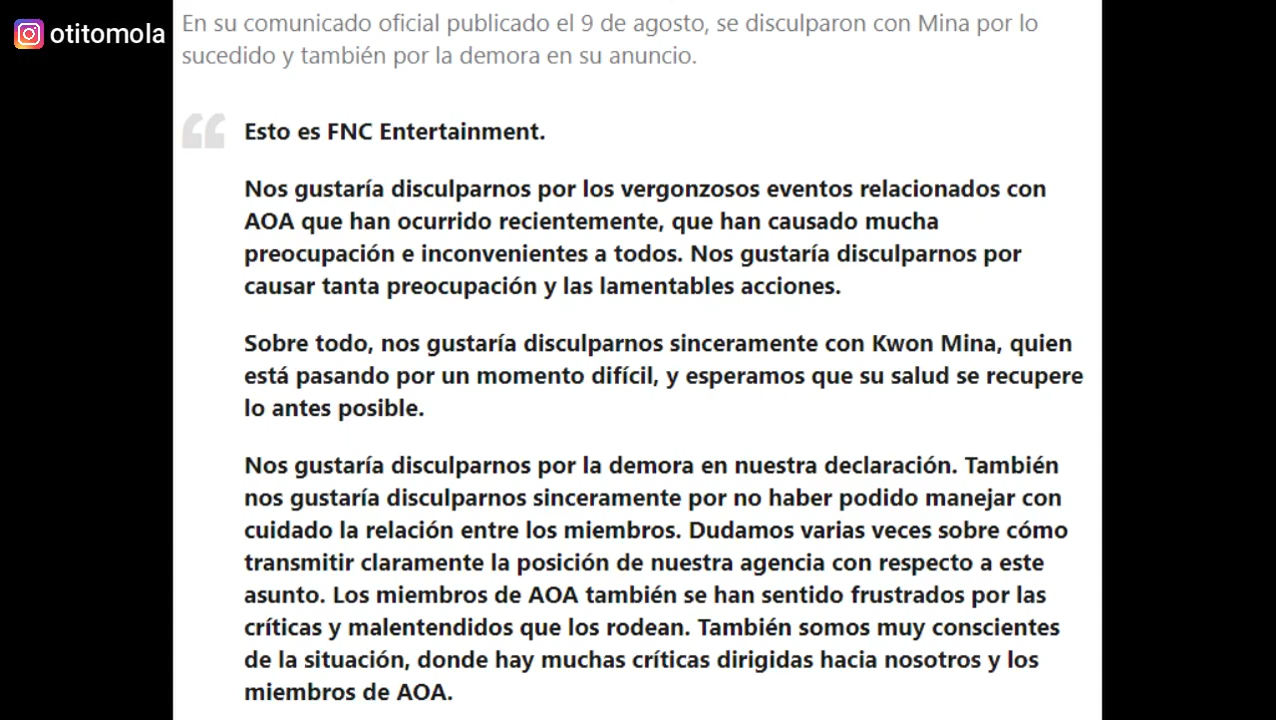 otitomola
En su comunicado oficial publicado el 9 de agosto, se disculparon con Mina por lo
sucedido y también por la demora en su anuncio.
Esto es FNC Entertainment.
Nos gustaría disculparnos por los vergonzosos eventos relacionados con
AOA que han ocurrido recientemente, que han causado mucha
preocupación e inconvenientes a todos. Nos gustaría disculparnos por
causar tanta preocupación y las lamentables acciones.
Sobre todo, nos gustaría disculparnos sinceramente con Kwon Mina, quien
está pasando por un momento difícil, y esperamos que su salud se recupere
lo antes posible.
Nos gustaría disculparnos por la demora en nuestra declaración. También
nos gustaría disculparnos sinceramente por no haber podido manejar con
cuidado la relación entre los miembros. Dudamos varias veces sobre cómo
transmitir claramente la posición de nuestra agencia con respecto a este
asunto. Los miembros de AOA también se han sentido frustrados por las
críticas y malentendidos que los rodean. También somos muy conscientes
de la situación, donde hay muchas críticas dirigidas hacia nosotros y los
miembros de AOA.